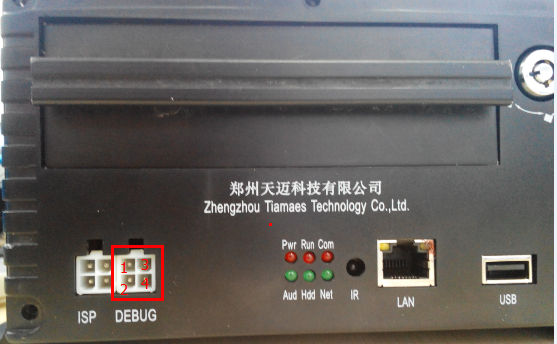 郑州天迈科技有限公司
Zhengzhou Tiamaes Technology Co.,Ltd.
Pwr Run Com
Aud Hdd Net
IR
LAN
USB
1 3
2 4
ISP DEBUG